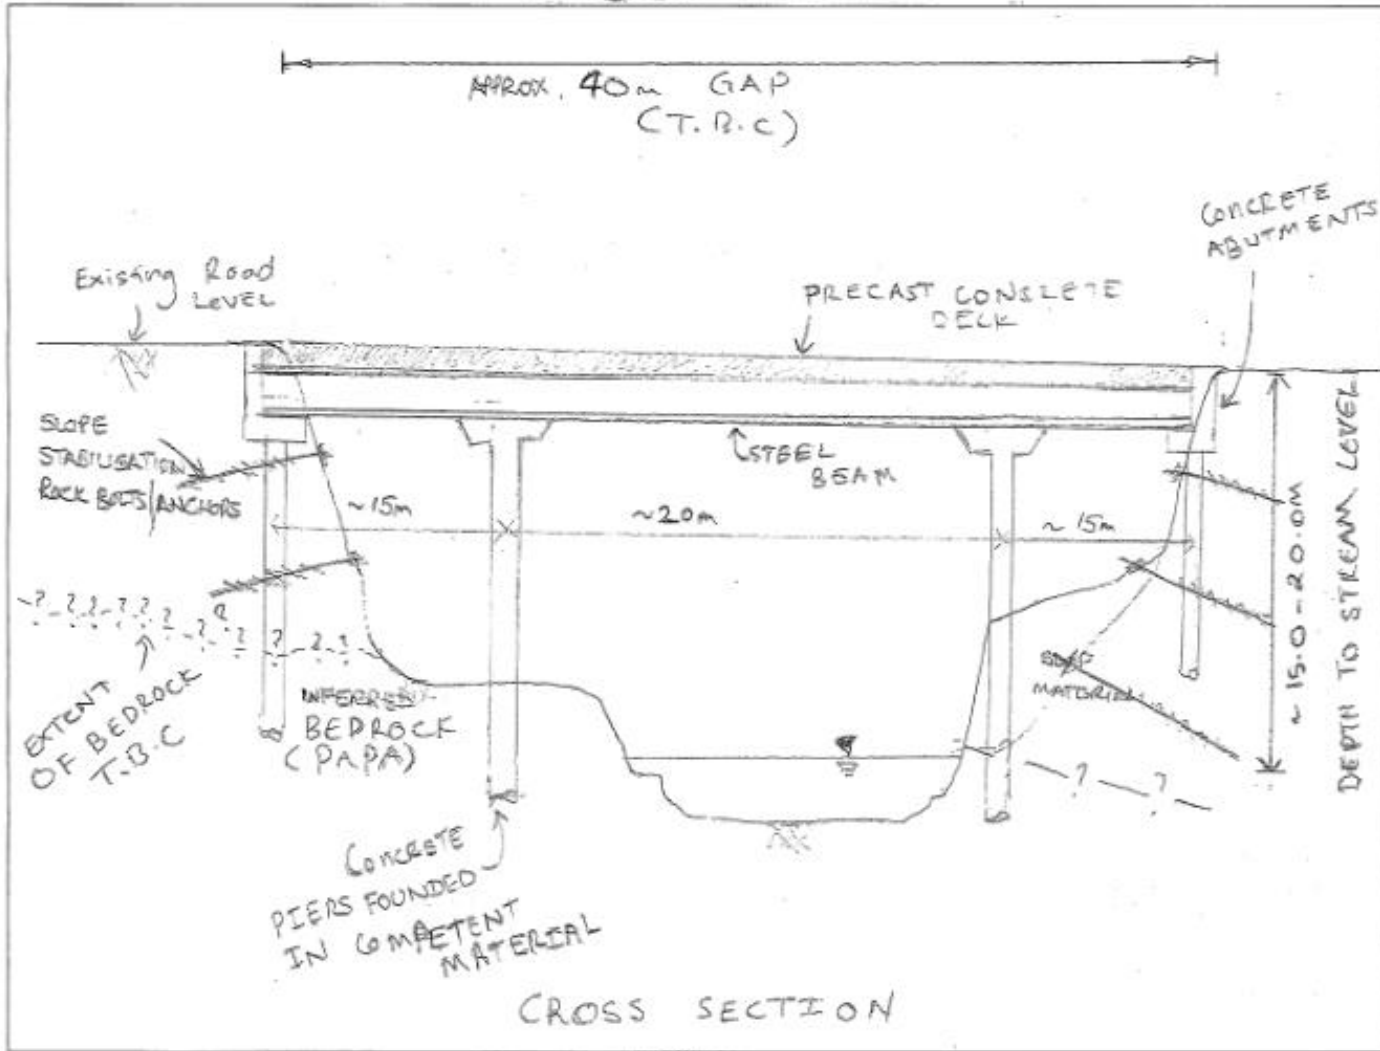 APPROX. 40m GAP
(T.B.C)
CONCRETE
ABUTMENTS
Existing Road
LEVEL
PRECAST CONSCRETE
DECK
SLOPE
STABILISATION
ROCK BOLTS/ANCHORS
STEEL
BEAM
~15m
~20m
~15m
~15.0-20.0m
DEPTH TO STREAM LEVEL
? ? ? ? ? ? ? ? ? ? ? ?
EXTENT
OF BEDROCK
T.B.C
INFERRED
BEDROCK
(PAPA)
SLIP
MATERIAL
? ?
CONCRETE
PIERS FOUNDED
IN COMPETENT
MATERIAL
CROSS SECTION